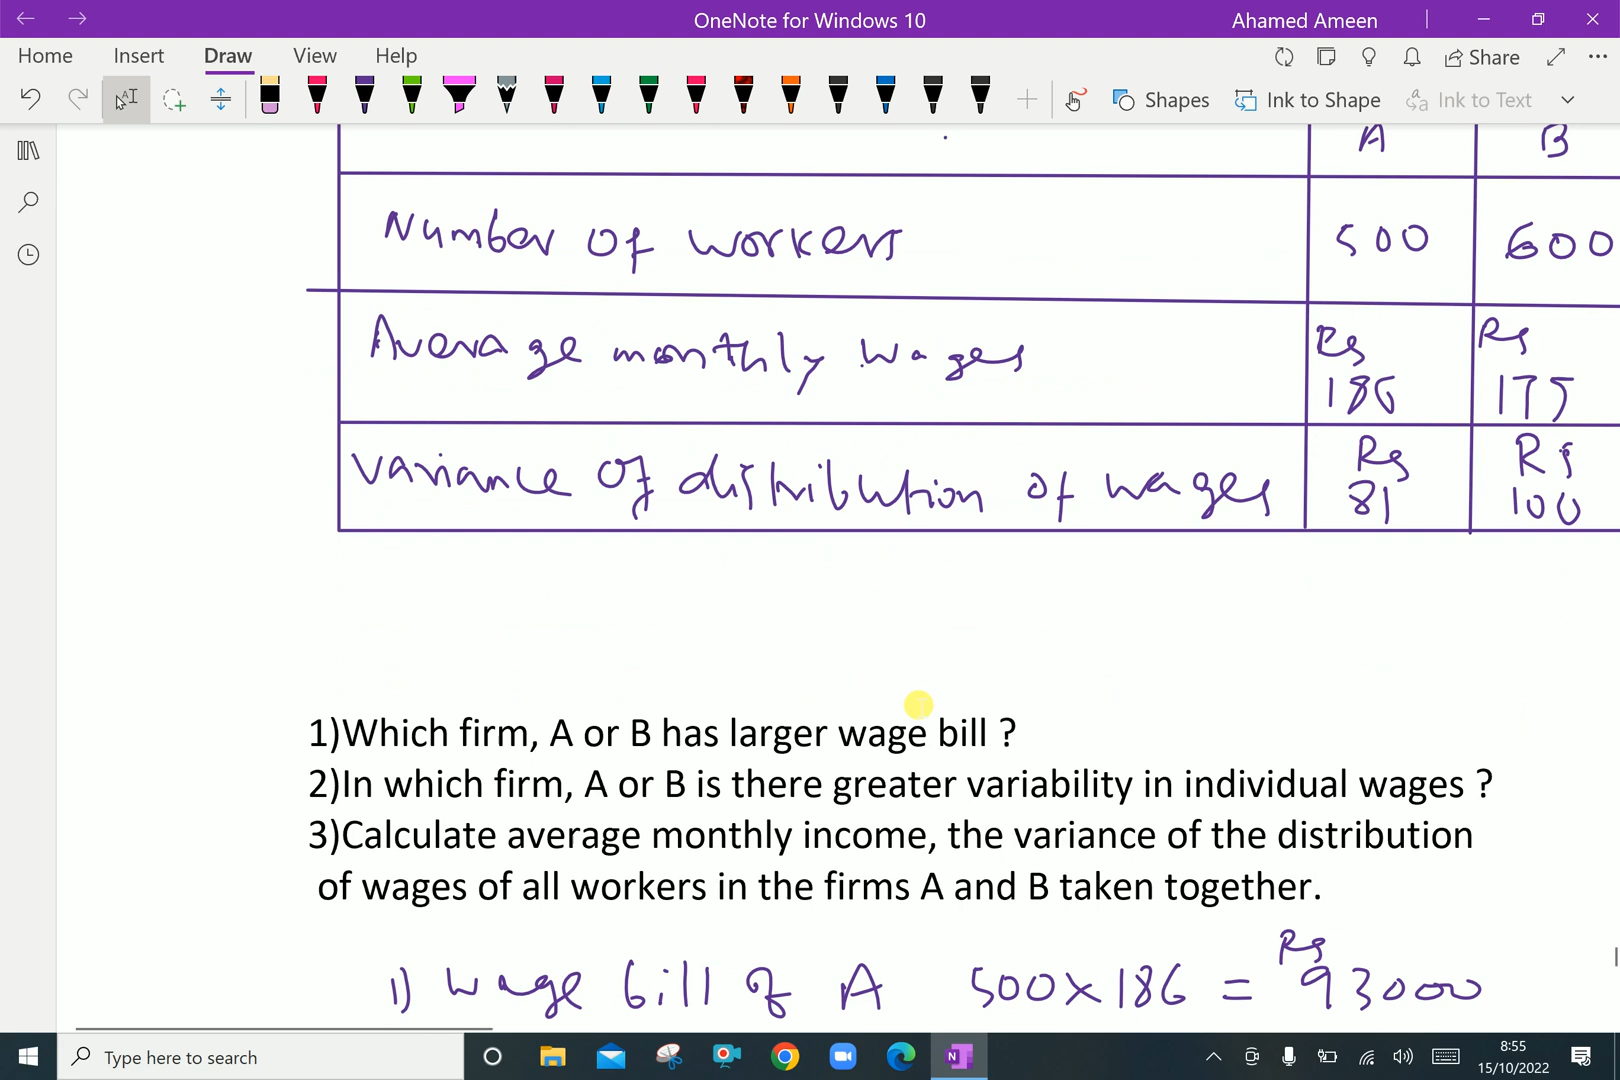 OneNote for Windows 10
Ahamed Ameen
Home Insert Draw View Help
Share
Shapes Ink to Shape Ink to Text
A B
Number of workers 500 600
Average monthly wages Rs 186 Rs 175
Variance of distribution of wages Rs 81 Rs 100
1)Which firm, A or B has larger wage bill ?
2)In which firm, A or B is there greater variability in individual wages ?
3)Calculate average monthly income, the variance of the distribution
of wages of all workers in the firms A and B taken together.
1) Wage bill of A 500 × 186 = Rs 93000
Type here to search
8:55
15/10/2022